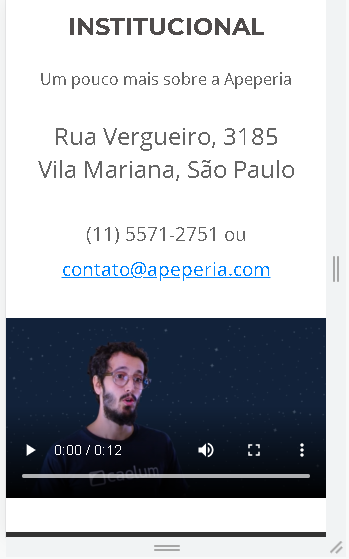 INSTITUCIONAL
Um pouco mais sobre a Apeperia
Rua Vergueiro, 3185
Vila Mariana, São Paulo
(11) 5571-2751 ou
contato@apeperia.com
caelum
0:00 / 0:12